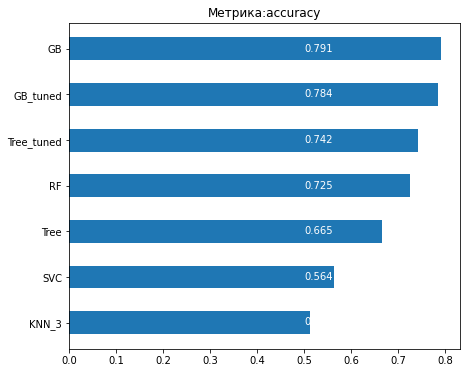 Метрика:accuracy
GB
0.791
GB_tuned
0.784
Tree_tuned
0.742
RF
0.725
Tree
0.665
SVC
0.564
KNN_3
0.0 0.1 0.2 0.3 0.4 0.5 0.6 0.7 0.8